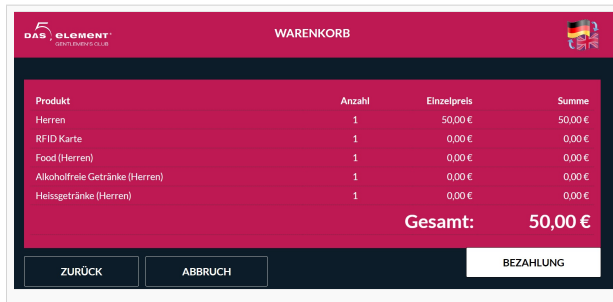 5
DAS ELEMENT
GENTLEMEN'S CLUB
WARENKORB
Produkt Anzahl Einzelpreis Summe
Herren 1 50,00 € 50,00 €
RFID Karte 1 0,00 € 0,00 €
Food (Herren) 1 0,00 € 0,00 €
Alkoholfreie Getränke (Herren) 1 0,00 € 0,00 €
Heissgetränke (Herren) 1 0,00 € 0,00 €
Gesamt: 50,00 €
ZURÜCK ABBRUCH BEZAHLUNG